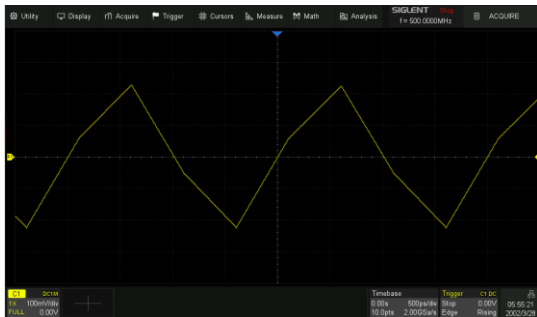 Utility Display Acquire Trigger Cursors Measure Math Analysis SIGLENT Stop ACQUIRE
f = 500.0000MHz
C1 DC1M
1X 100mV/div
FULL 0.00V
Timebase
0.00s 500ps/div
10.0pts 2.00GSa/s
Trigger C1 DC
Stop 0.00V
Edge Rising
05:55:21
2002/3/28